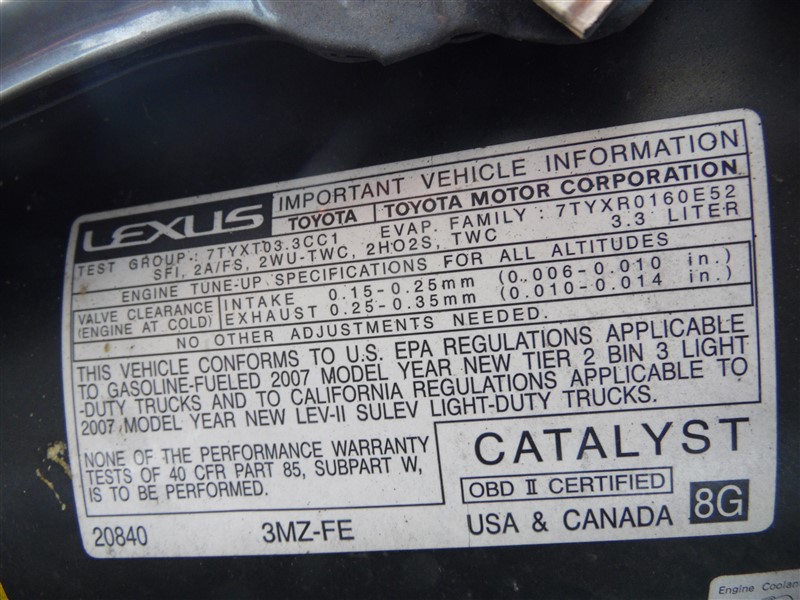 LEXUS IMPORTANT VEHICLE INFORMATION
TOYOTA TOYOTA MOTOR CORPORATION
TEST GROUP: 7TYXT03.3CC1 EVAP. FAMILY: 7TYXR0160E52
SFI, 2A/FS, 2WU-TWC, 2HO2S, TWC 3.3 LITER
ENGINE TUNE-UP SPECIFICATIONS FOR ALL ALTITUDES
VALVE CLEARANCE INTAKE 0.15-0.25mm (0.006-0.010 in.)
(ENGINE AT COLD) EXHAUST 0.25-0.35mm (0.010-0.014 in.)
NO OTHER ADJUSTMENTS NEEDED.
THIS VEHICLE CONFORMS TO U.S. EPA REGULATIONS APPLICABLE
TO GASOLINE-FUELED 2007 MODEL YEAR NEW TIER 2 BIN 3 LIGHT
-DUTY TRUCKS AND TO CALIFORNIA REGULATIONS APPLICABLE TO
2007 MODEL YEAR NEW LEV-II SULEV LIGHT-DUTY TRUCKS.
NONE OF THE PERFORMANCE WARRANTY
TESTS OF 40 CFR PART 85, SUBPART W,
IS TO BE PERFORMED.
CATALYST
OBD II CERTIFIED
USA & CANADA 8G
20840 3MZ-FE
Engine Coolan